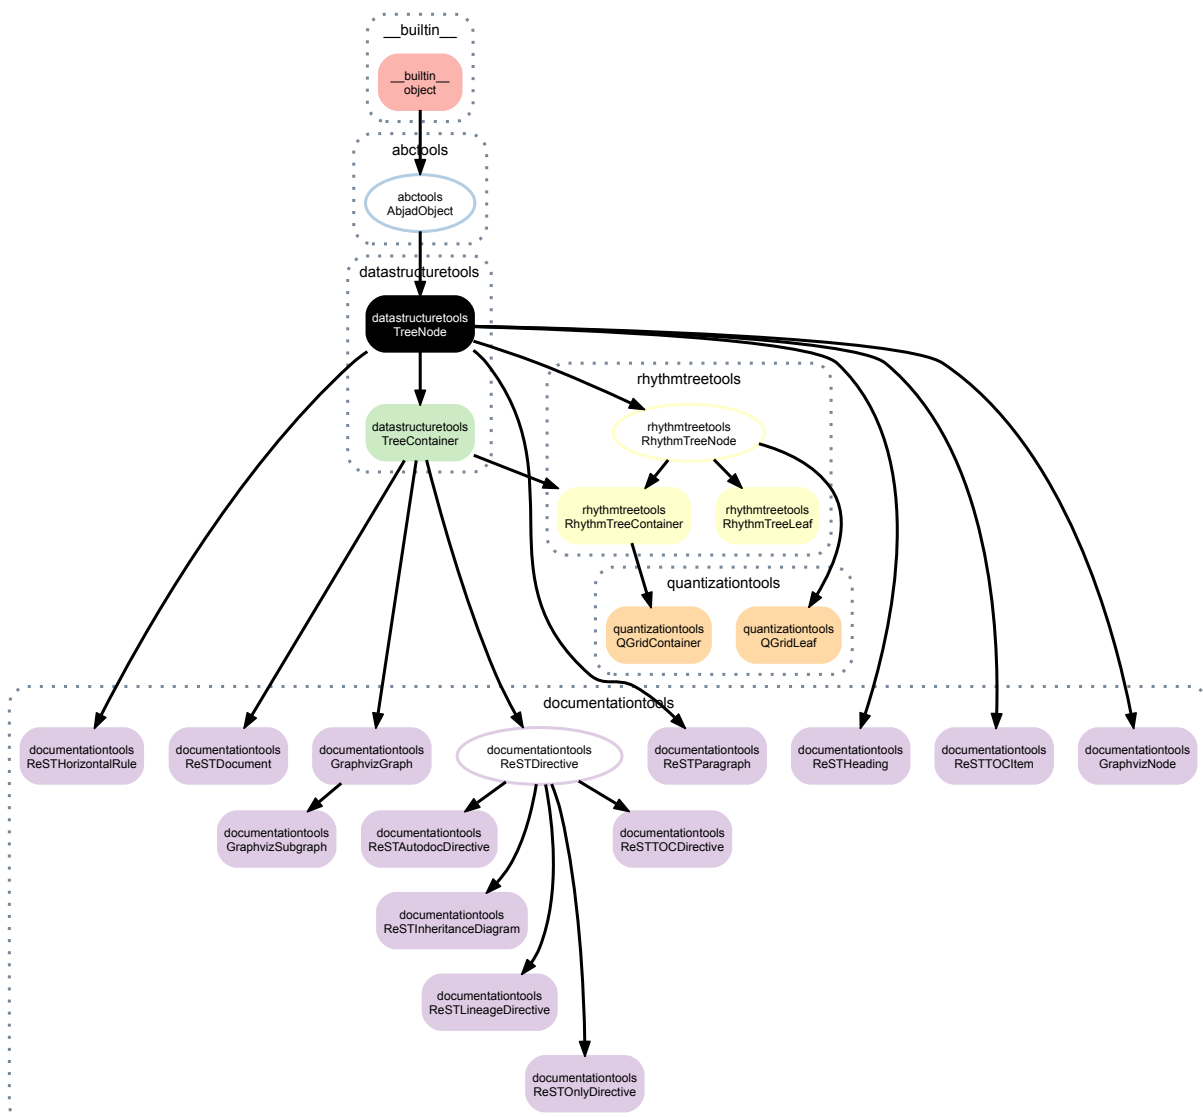 __builtin__
__builtin__
object
abctools
abctools
AbjadObject
datastructuretools
datastructuretools
TreeNode
rhythmtreetools
datastructuretools
TreeContainer
rhythmtreetools
RhythmTreeNode
rhythmtreetools
RhythmTreeContainer
rhythmtreetools
RhythmTreeLeaf
quantizationtools
quantizationtools
QGridContainer
quantizationtools
QGridLeaf
documentationtools
documentationtools
ReSTHorizontalRule
documentationtools
ReSTDocument
documentationtools
GraphvizGraph
documentationtools
ReSTDirective
documentationtools
ReSTParagraph
documentationtools
ReSTHeading
documentationtools
ReSTTOCItem
documentationtools
GraphvizNode
documentationtools
GraphvizSubgraph
documentationtools
ReSTAutodocDirective
documentationtools
ReSTTOCDirective
documentationtools
ReSTInheritanceDiagram
documentationtools
ReSTLineageDirective
documentationtools
ReSTOnlyDirective